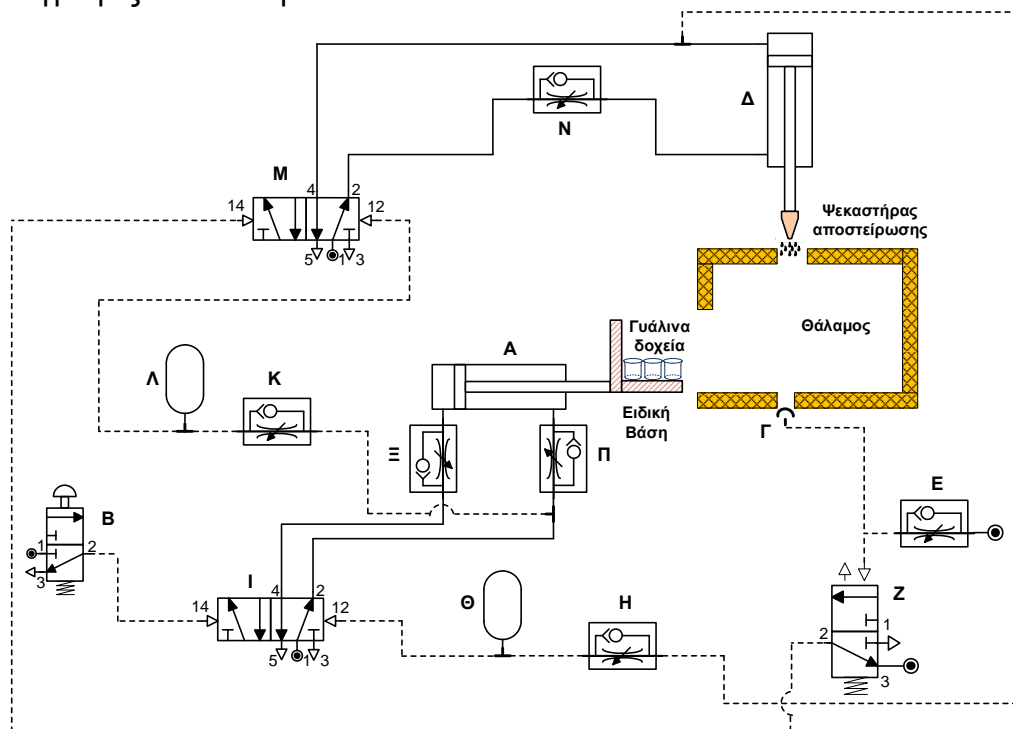 Δ
Ν
Μ
4
2
14
12
5
1
3
Ψεκαστήρας
αποστείρωσης
Θάλαμος
Γυάλινα
δοχεία
Α
Λ
Κ
Ειδική
Βάση
Γ
Ξ
Π
Ε
Β
1
2
3
Ι
4
2
14
12
5
1
3
Θ
Η
Ζ
1
2
3